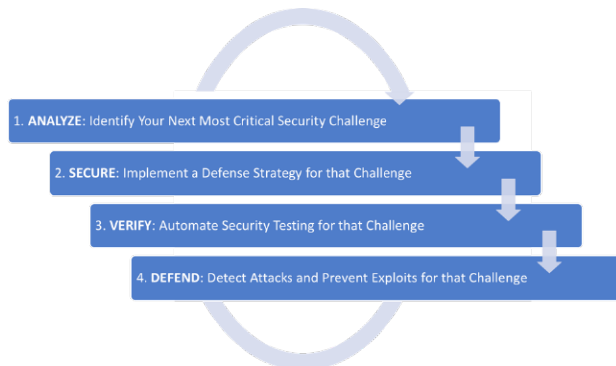 1. ANALYZE: Identify Your Next Most Critical Security Challenge
2. SECURE: Implement a Defense Strategy for that Challenge
3. VERIFY: Automate Security Testing for that Challenge
4. DEFEND: Detect Attacks and Prevent Exploits for that Challenge